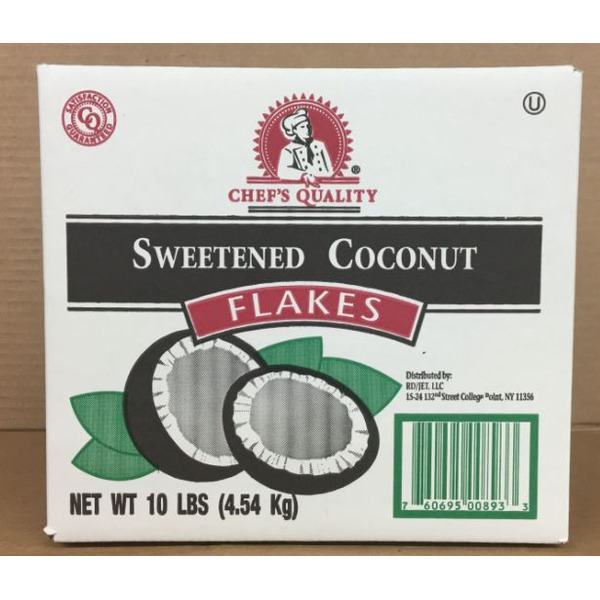 SATISFACTION
CQ
GUARANTEED
U
®
CHEF'S QUALITY
SWEETENED COCONUT
FLAKES
Distributed by:
RD/JET, LLC
15-24 132nd Street College Point, NY 11356
NET WT 10 LBS (4.54 Kg)
7 60695 00893 3